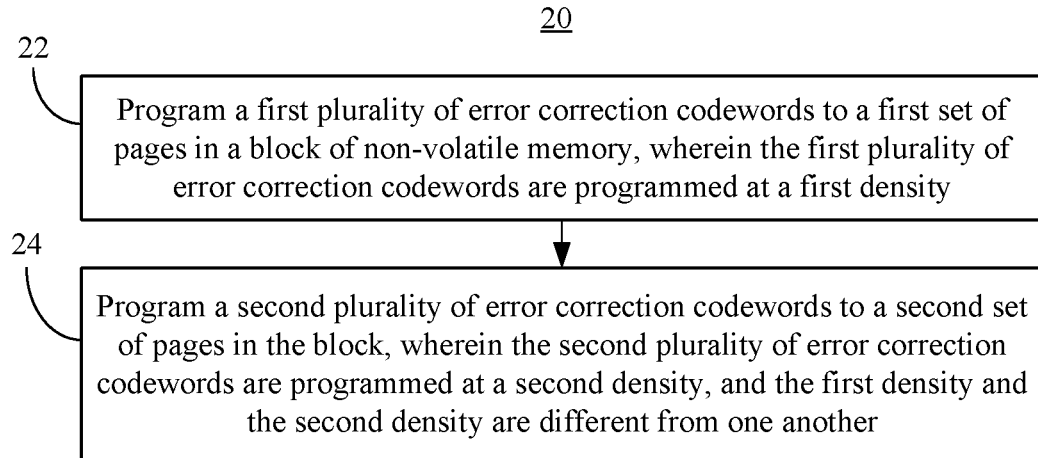 20
22
Program a first plurality of error correction codewords to a first set of
pages in a block of non-volatile memory, wherein the first plurality of
error correction codewords are programmed at a first density
24
Program a second plurality of error correction codewords to a second set
of pages in the block, wherein the second plurality of error correction
codewords are programmed at a second density, and the first density and
the second density are different from one another